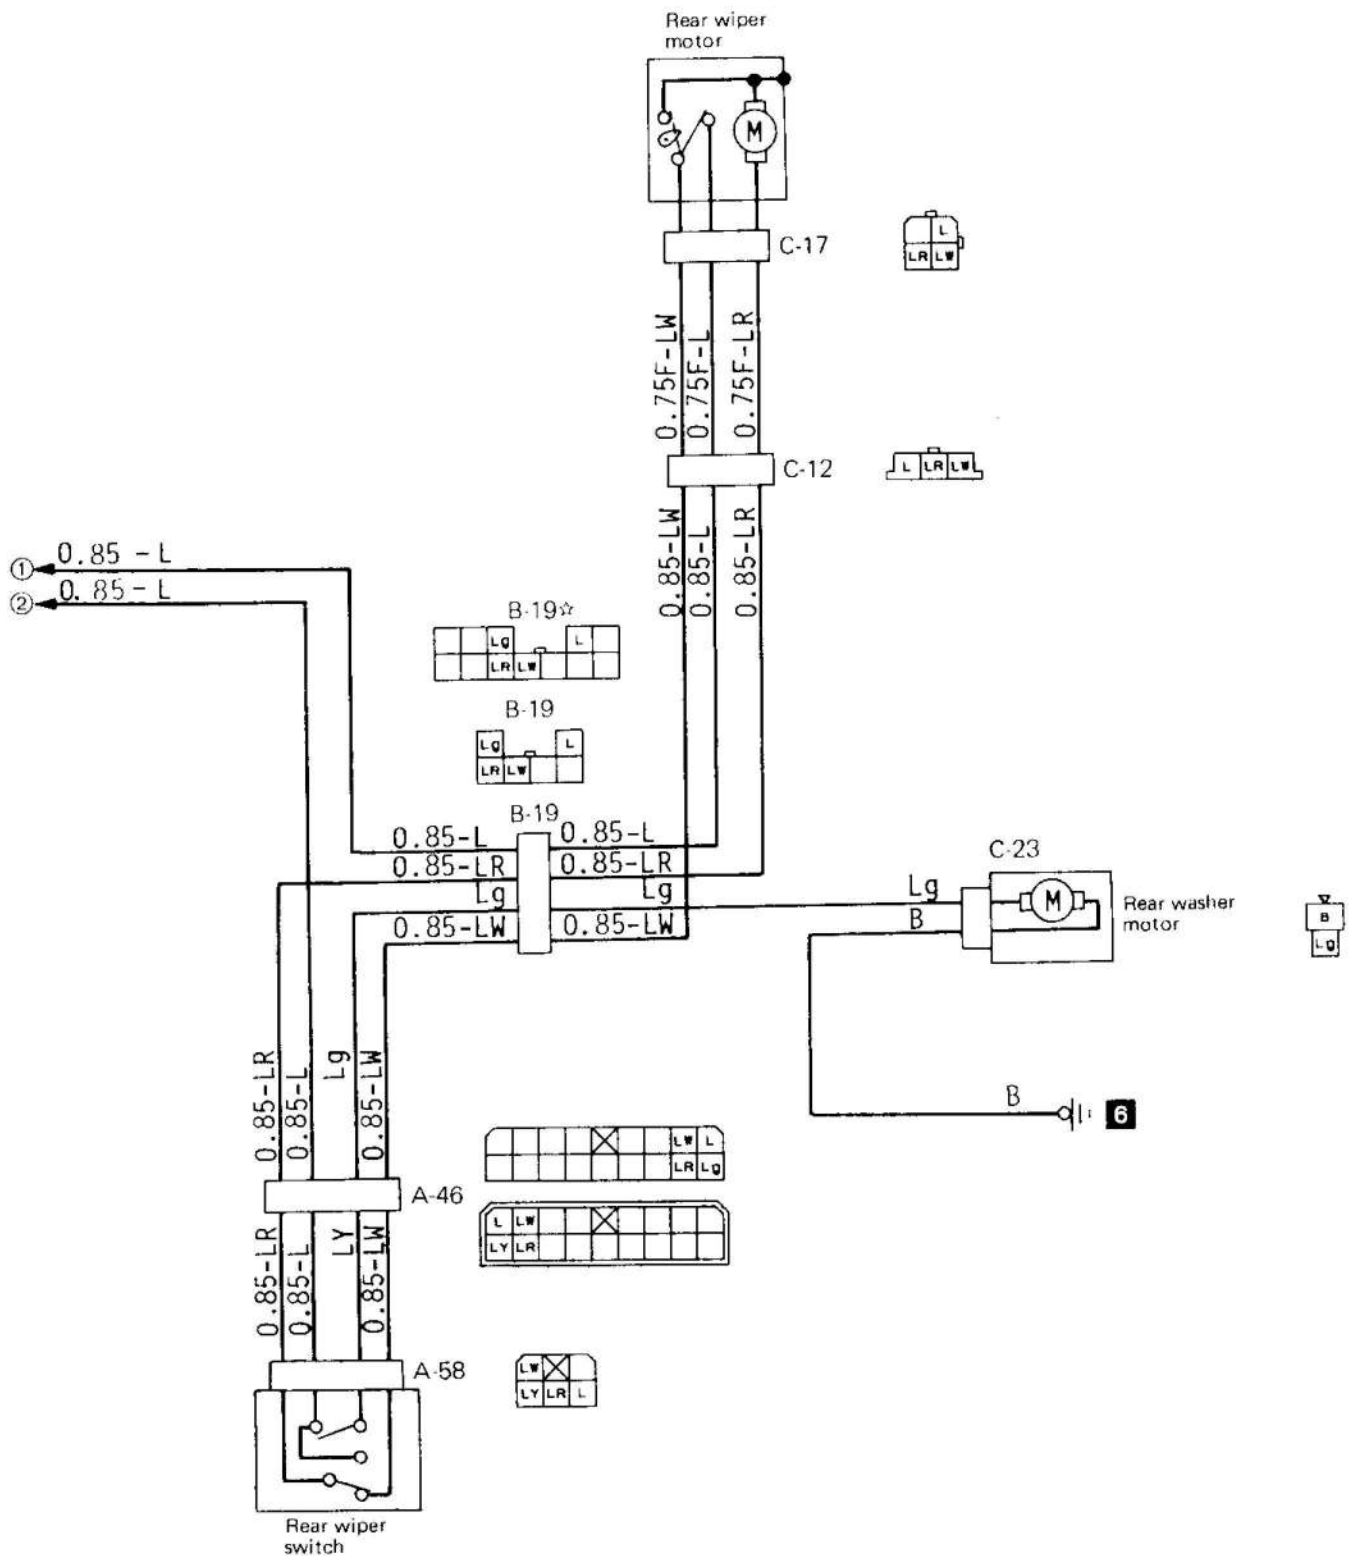 Rear wiper
motor
M
C-17
L
LR LW
0.75F-LW
0.75F-L
0.75F-LR
C-12
L LR LW
0.85-LW
0.85-L
0.85-LR
1 0.85-L
2 0.85-L
B-19☆
Lg L
LR LW
B-19
Lg L
LR LW
B-19
0.85-L 0.85-L
0.85-LR 0.85-LR
Lg Lg
0.85-LW 0.85-LW
C-23
Lg
B
M
Rear washer
motor
B
Lg
B
6
0.85-LR
0.85-L
Lg
0.85-LW
LW L
LR Lg
A-46
L LW
LY LR
0.85-LR
0.85-L
LY
0.85-LW
A-58
LW
LY LR L
Rear wiper
switch